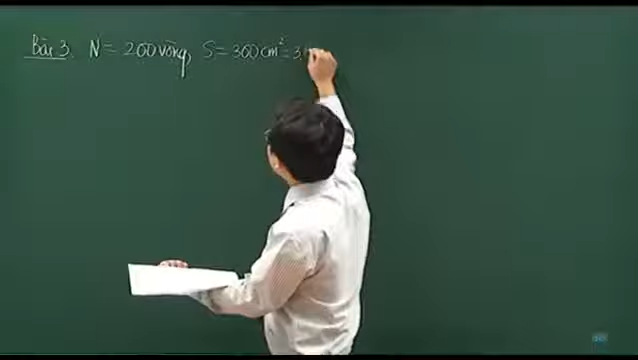 Bài 3. N = 200 vòng, S = 300 cm² = 3.